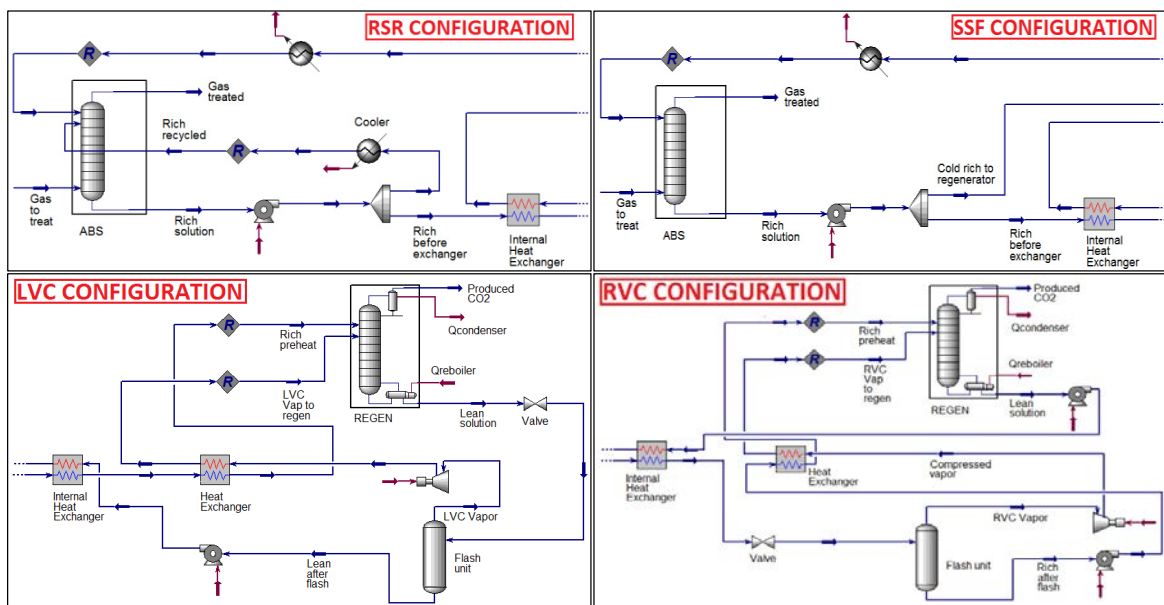 RSR CONFIGURATION
R
Gas
treated
Rich
recycled
R
Cooler
Gas
to
treat
ABS
Rich
solution
Rich
before
exchanger
Internal
Heat
Exchanger
SSF CONFIGURATION
R
Gas
treated
Cold rich to
regenerator
Gas
to
treat
ABS
Rich
solution
Rich
before
exchanger
Internal
Heat
Exchanger
LVC CONFIGURATION
Produced
CO2
R
Rich
preheat
Qcondenser
R
LVC
Vap to
regen
Qreboiler
REGEN
Lean
solution
Valve
Internal
Heat
Exchanger
Heat
Exchanger
LVC Vapor
Flash
unit
Lean
after
flash
RVC CONFIGURATION
Produced
CO2
R
Rich
preheat
Qcondenser
R
RVC
Vap to
regen
Qreboiler
REGEN
Lean
solution
Internal
Heat
Exchanger
Heat
Exchanger
Compressed
vapor
RVC Vapor
Valve
Flash unit
Rich
after
flash